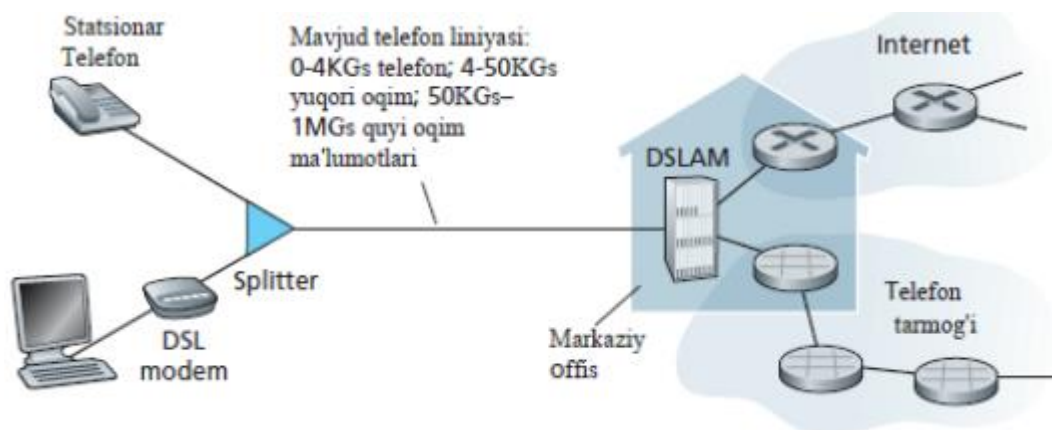 Statsionar
Telefon
Mavjud telefon liniyasi:
0-4KGs telefon; 4-50KGs
yuqori oqim; 50KGs–
1MGs quyi oqim
ma'lumotlari
Internet
DSLAM
Splitter
DSL
modem
Markaziy
offis
Telefon
tarmog'i